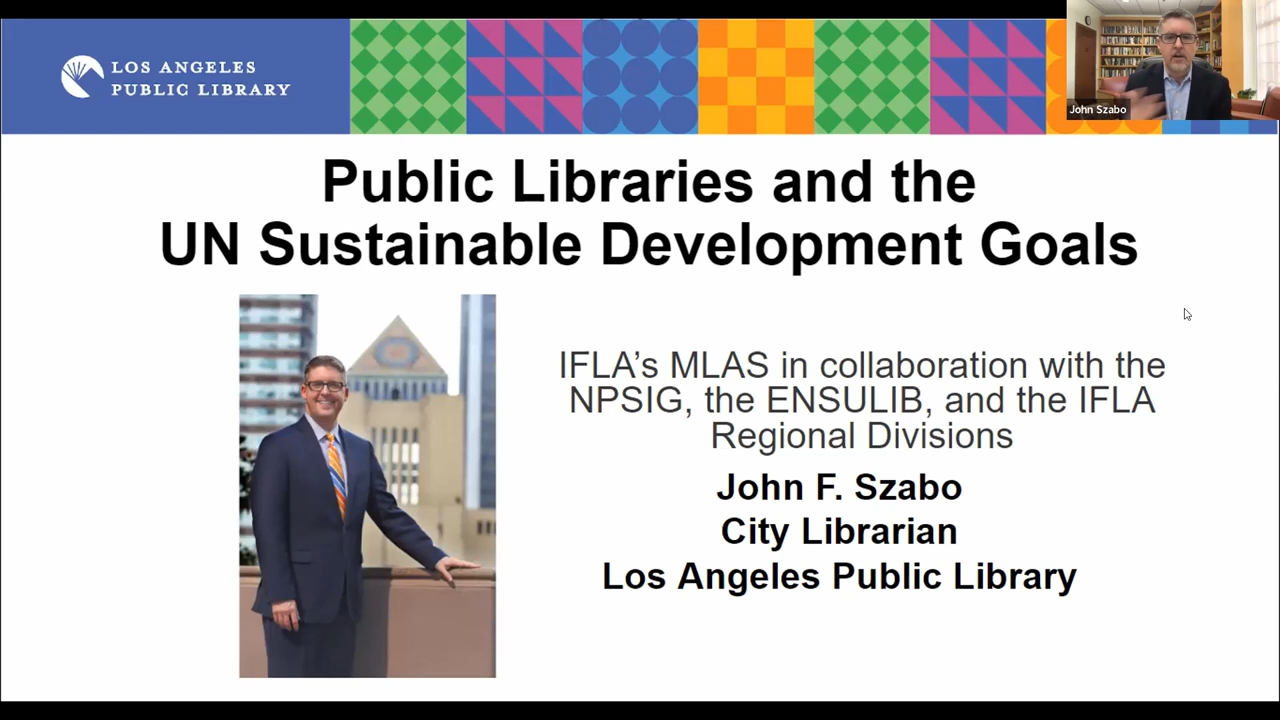 LOS ANGELES
PUBLIC LIBRARY
John Szabo
Public Libraries and the
UN Sustainable Development Goals
IFLA’s MLAS in collaboration with the
NPSIG, the ENSULIB, and the IFLA
Regional Divisions
John F. Szabo
City Librarian
Los Angeles Public Library